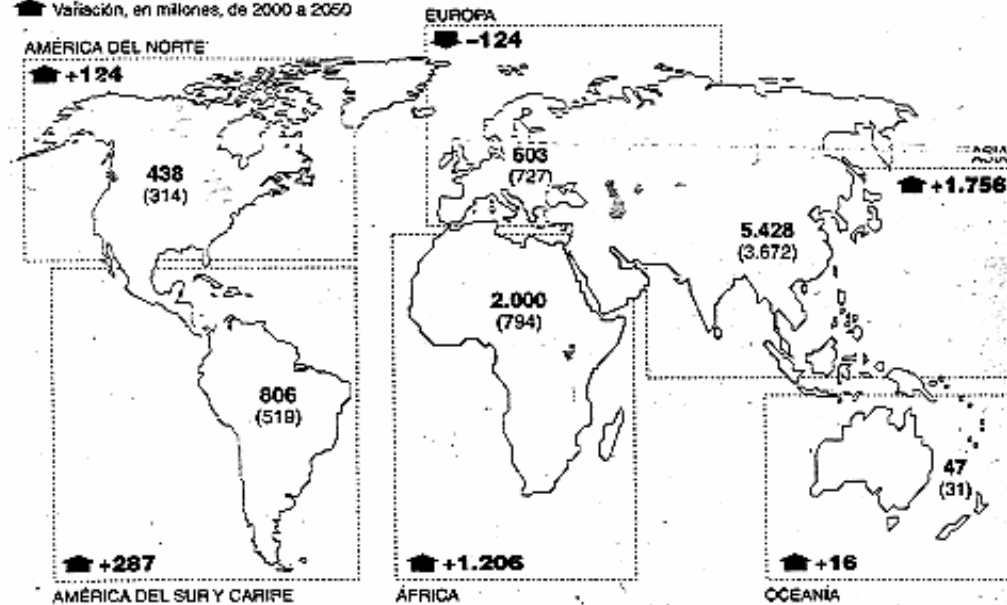 Variación, en millones, de 2000 a 2050
EUROPA
-124
AMÉRICA DEL NORTE
+124
438
(314)
603
(727)
ASIA
+1.756
5.428
(3.672)
2.000
(794)
806
(519)
47
(31)
+287
+1.206
+16
AMÉRICA DEL SUR Y CARIBE
ÁFRICA
OCEANÍA